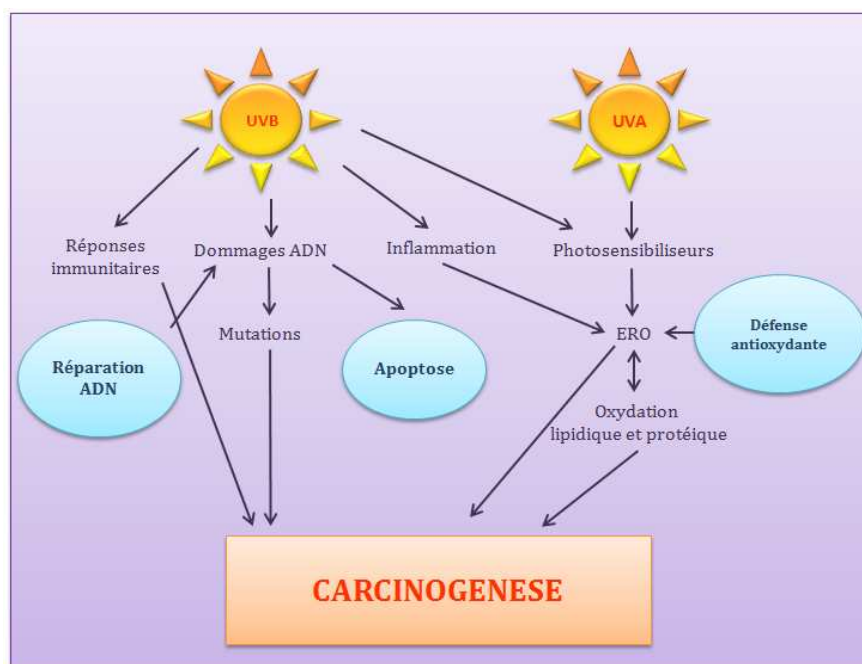 UVB
UVA
Réponses
immunitaires
Dommages ADN
Inflammation
Photosensibiliseurs
Réparation
ADN
Mutations
Apoptose
ERO
Défense
antioxydante
Oxydation
lipidique et protéique
CARCINOGENESE